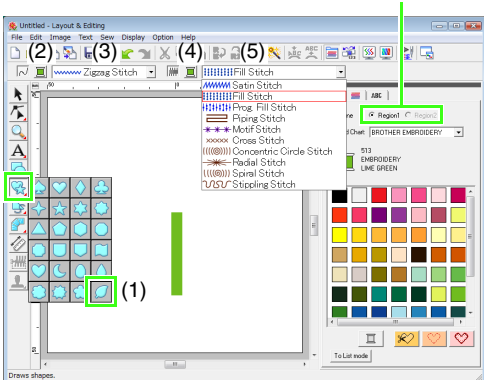 Untitled - Layout & Editing
File Edit Image Text Sew Display Option Help
(2) (3) (4) (5)
Zigzag Stitch
Fill Stitch
Satin Stitch
Fill Stitch
Prog. Fill Stitch
Piping Stitch
Motif Stitch
Cross Stitch
Concentric Circle Stitch
Radial Stitch
Spiral Stitch
Stippling Stitch
ABC
Region1 Region2
Chart BROTHER EMBROIDERY
513
EMBROIDERY
LIME GREEN
(1)
To List mode
Draws shapes.